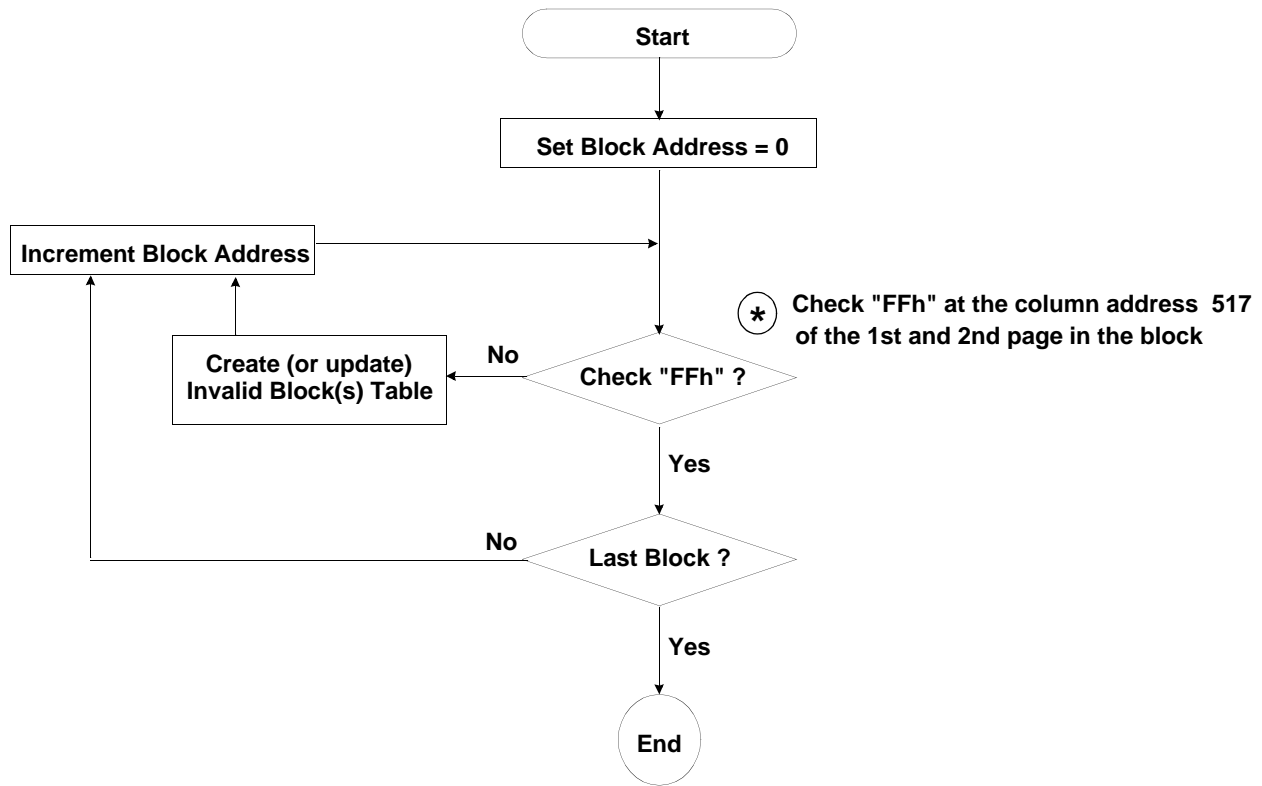 Start
Set Block Address = 0
Increment Block Address
* Check "FFh" at the column address 517
of the 1st and 2nd page in the block
No
Create (or update)
Invalid Block(s) Table
Check "FFh" ?
Yes
No
Last Block ?
Yes
End